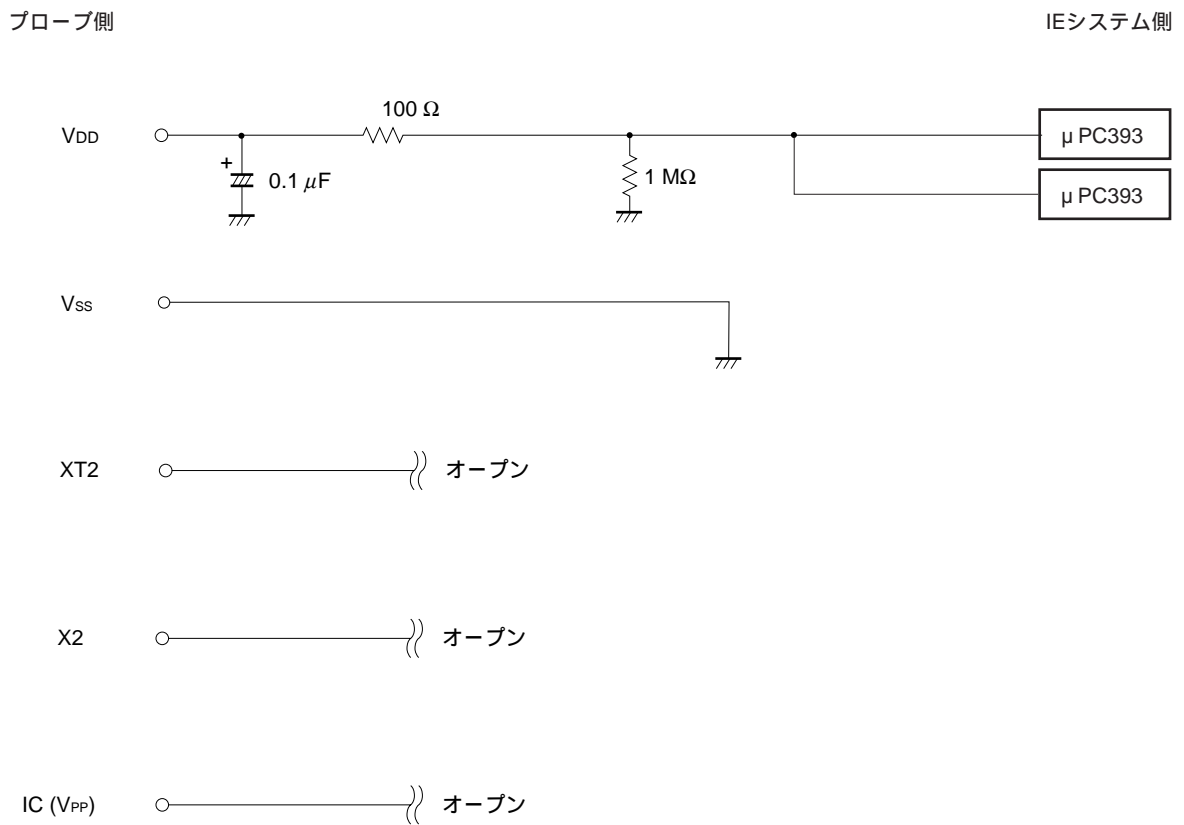 プローブ側 IEシステム側
100 Ω
VDD μ PC393
+ 0.1 μF 1 MΩ
μ PC393
VSS
XT2 オープン
X2 オープン
IC (VPP) オープン